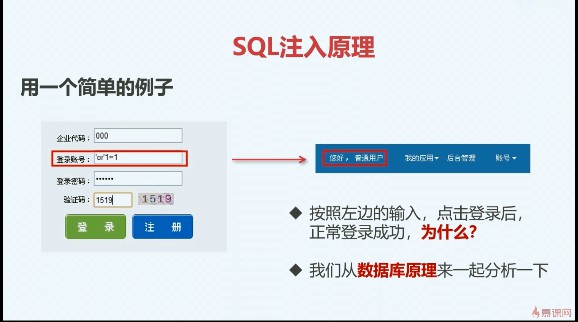 SQL注入原理
用一个简单的例子
企业代码：000
登录账号：'or'1=1
登录密码：••••••
验证码：1519 1519
登 录 注 册
您好，普通用户 我的应用 后台管理 账号
按照左边的输入，点击登录后，
正常登录成功，为什么？
我们从数据库原理来一起分析一下
慕课网